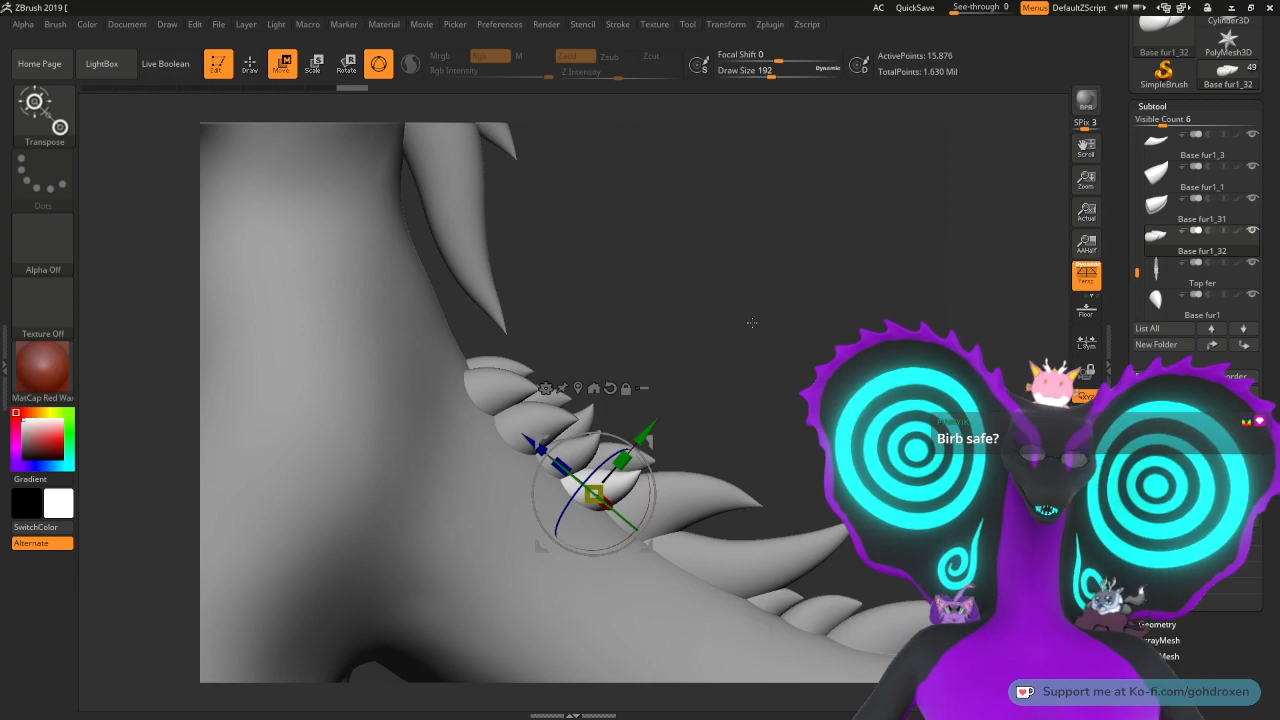 ZBrush 2019 [
AC
QuickSave
See-through 0
Menus
DefaultZScript
Alpha
Brush
Color
Document
Draw
Edit
File
Layer
Light
Macro
Marker
Material
Movie
Picker
Preferences
Render
Stencil
Stroke
Texture
Tool
Transform
Zplugin
Zscript
Home Page
LightBox
Live Boolean
Edit
Draw
Move
Scale
Rotate
Mrgb
Rgb
M
Rgb Intensity
Zadd
Zsub
Zcut
Z Intensity
S
Focal Shift 0
Draw Size 192
Dynamic
D
ActivePoints: 15,876
TotalPoints: 1.630 Mil
Cylinder3D
Base fur1_32
PolyMesh3D
49
SimpleBrush
Base fur1_32
Subtool
Visible Count 6
Base fur1_3
Base fur1_1
Base fur1_31
Base fur1_32
Top fer
Base fur1
List All
New Folder
Geometry
Transpose
Dots
Alpha Off
Texture Off
MatCap Red Wax
Gradient
SwitchColor
Alternate
BPR
SPix 3
Scroll
Zoom
Actual
AAHalf
Dynamic
Persp
Floor
L.Sym
Birb safe?
Support me at Ko-fi.com/gohdroxen